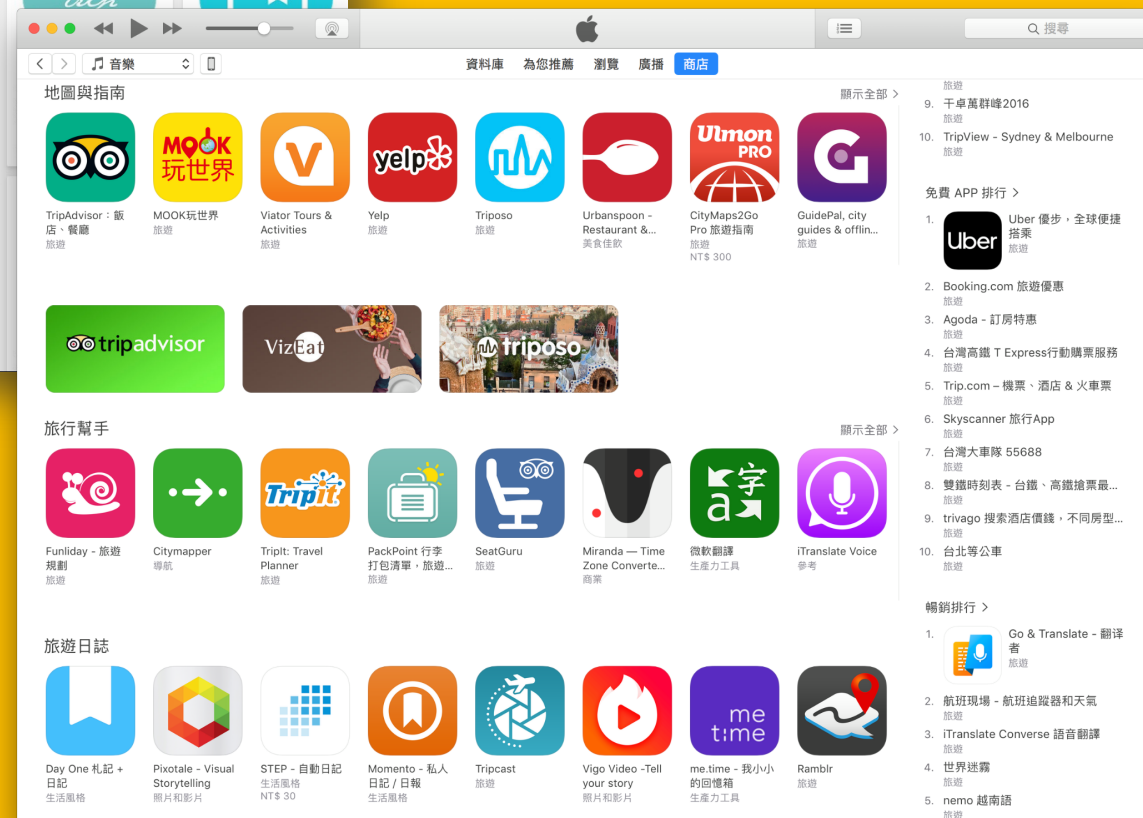 搜尋
音樂
資料庫 為您推薦 瀏覽 廣播 商店
地圖與指南
顯示全部
MOOK
玩世界
yelp
Ulmon
PRO
G
TripAdvisor：飯
店、餐廳
旅遊
MOOK玩世界
旅遊
Viator Tours &
Activities
旅遊
Yelp
旅遊
Triposo
旅遊
Urbanspoon -
Restaurant &...
美食佳飲
CityMaps2Go
Pro 旅遊指南
旅遊
NT$ 300
GuidePal, city
guides & offlin...
旅遊
tripadvisor
VizEat
triposo
旅行幫手
顯示全部
Tripit
字
a
Funliday - 旅遊
規劃
旅遊
Citymapper
導航
TripIt: Travel
Planner
旅遊
PackPoint 行李
打包清單，旅遊...
旅遊
SeatGuru
旅遊
Miranda — Time
Zone Converte...
商業
微軟翻譯
生產力工具
iTranslate Voice
參考
旅遊日誌
me
time
Day One 札記 +
日記
生活風格
Pixotale - Visual
Storytelling
照片和影片
STEP - 自動日記
生活風格
NT$ 30
Momento - 私人
日記 / 日報
生活風格
Tripcast
旅遊
Vigo Video -Tell
your story
照片和影片
me.time - 我小小
的回憶箱
生產力工具
Ramblr
旅遊
旅遊
9. 干卓萬群峰2016
旅遊
10. TripView - Sydney & Melbourne
旅遊
免費 APP 排行
1.
Uber
Uber 優步，全球便捷
搭乘
旅遊
2. Booking.com 旅遊優惠
旅遊
3. Agoda - 訂房特惠
旅遊
4. 台灣高鐵 T Express行動購票服務
旅遊
5. Trip.com – 機票、酒店 & 火車票
旅遊
6. Skyscanner 旅行App
旅遊
7. 台灣大車隊 55688
旅遊
8. 雙鐵時刻表 - 台鐵、高鐵搶票最...
旅遊
9. trivago 搜索酒店價錢，不同房型...
旅遊
10. 台北等公車
旅遊
暢銷排行
1.
Go & Translate - 翻译
者
旅遊
2. 航班現場 - 航班追蹤器和天氣
旅遊
3. iTranslate Converse 語音翻譯
旅遊
4. 世界迷霧
旅遊
5. nemo 越南語
旅遊